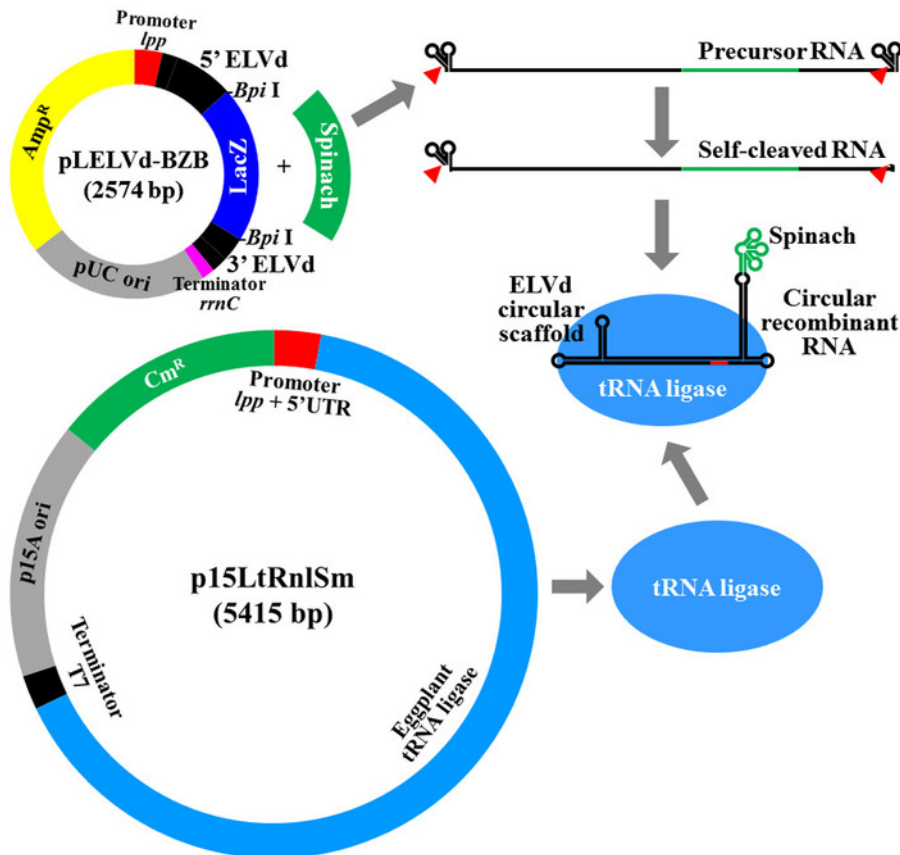 Promoter
lpp
5' ELVd
-Bpi I
Amp^R
pLELVd-BZB
(2574 bp)
LacZ
+
Spinach
-Bpi I
3' ELVd
pUC ori
Terminator
rrnC
Precursor RNA
Self-cleaved RNA
Spinach
ELVd
circular
scaffold
Circular
recombinant
RNA
tRNA ligase
Cm^R
Promoter
lpp + 5'UTR
p15A ori
p15LtRnlSm
(5415 bp)
Terminator
T7
Eggplant
tRNA ligase
tRNA ligase